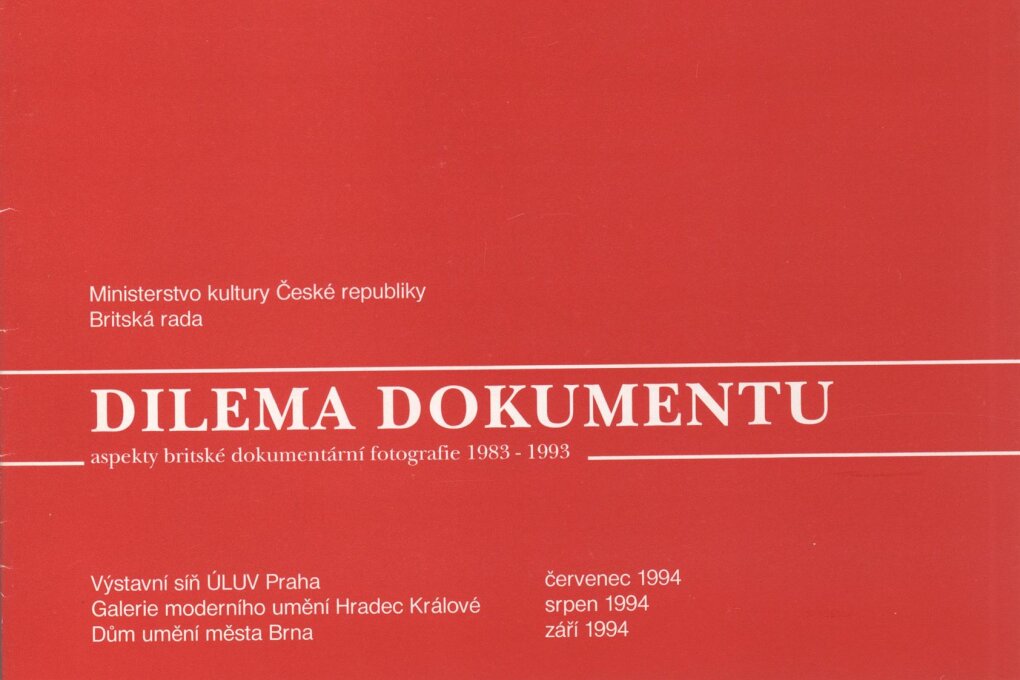 Ministerstvo kultury České republiky
Britská rada
DILEMA DOKUMENTU
aspekty britské dokumentární fotografie 1983 - 1993
Výstavní síň ÚLUV Praha červenec 1994
Galerie moderního umění Hradec Králové srpen 1994
Dům umění města Brna září 1994